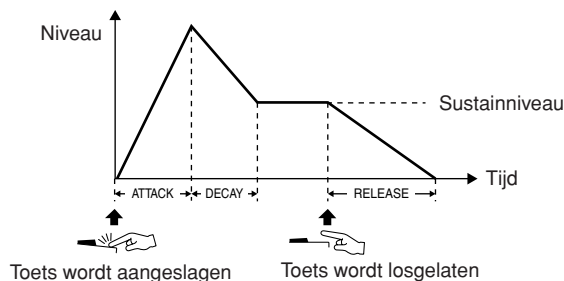 Niveau
Sustainniveau
Tijd
ATTACK
DECAY
RELEASE
Toets wordt aangeslagen
Toets wordt losgelaten